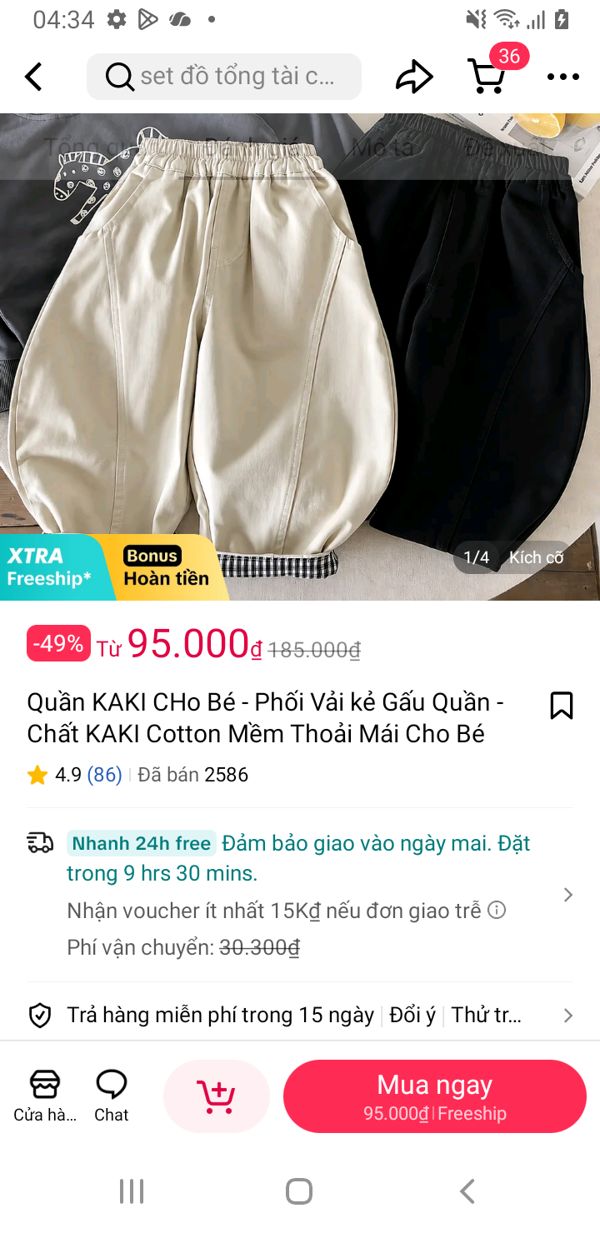 04:34
36
set đồ tổng tài c...
Mô tả
XTRA
Freeship*
Bonus
Hoàn tiền
1/4 Kích cỡ
-49% Từ 95.000₫ 185.000₫
Quần KAKI CHo Bé - Phối Vải kẻ Gấu Quần -
Chất KAKI Cotton Mềm Thoải Mái Cho Bé
4.9 (86) Đã bán 2586
Nhanh 24h free Đảm bảo giao vào ngày mai. Đặt
trong 9 hrs 30 mins.
Nhận voucher ít nhất 15K₫ nếu đơn giao trễ
Phí vận chuyển: 30.300₫
Trả hàng miễn phí trong 15 ngày Đổi ý Thử tr...
Mua ngay
95.000₫ Freeship
Cửa hà... Chat